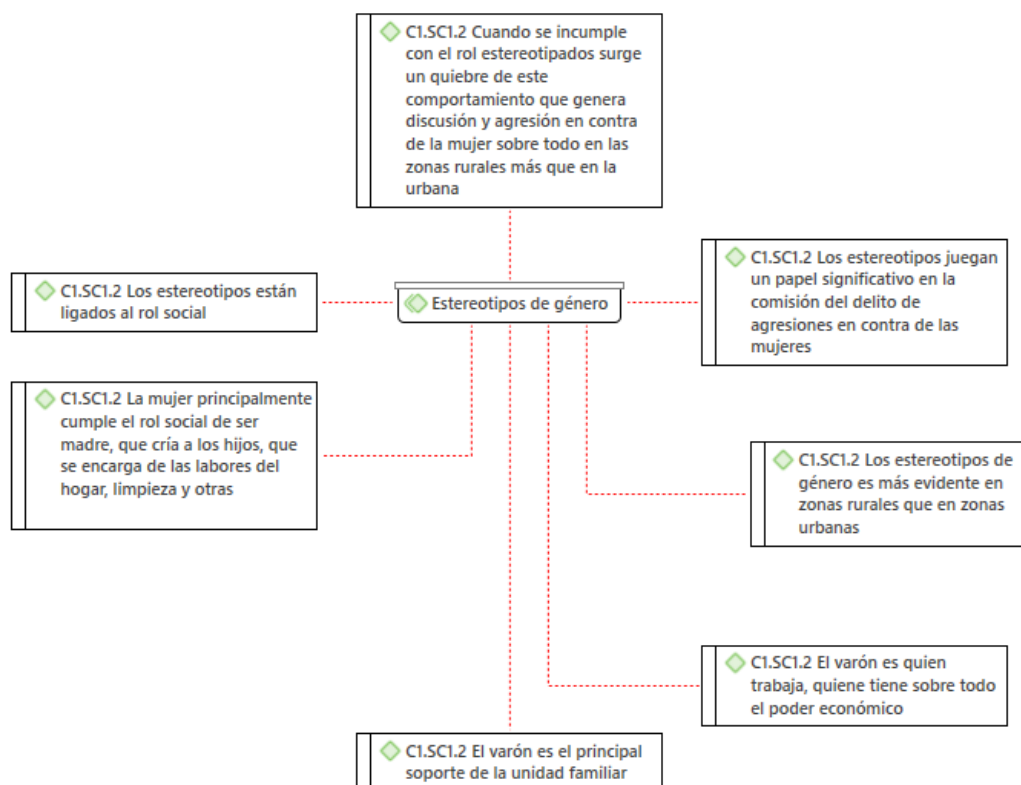 C1.SC1.2 Cuando se incumple
con el rol estereotipados surge
un quiebre de este
comportamiento que genera
discusión y agresión en contra
de la mujer sobre todo en las
zonas rurales más que en la
urbana
C1.SC1.2 Los estereotipos están
ligados al rol social
Estereotipos de género
C1.SC1.2 Los estereotipos juegan
un papel significativo en la
comisión del delito de
agresiones en contra de las
mujeres
C1.SC1.2 La mujer principalmente
cumple el rol social de ser
madre, que cría a los hijos, que
se encarga de las labores del
hogar, limpieza y otras
C1.SC1.2 Los estereotipos de
género es más evidente en
zonas rurales que en zonas
urbanas
C1.SC1.2 El varón es quien
trabaja, quiene tiene sobre todo
el poder económico
C1.SC1.2 El varón es el principal
soporte de la unidad familiar